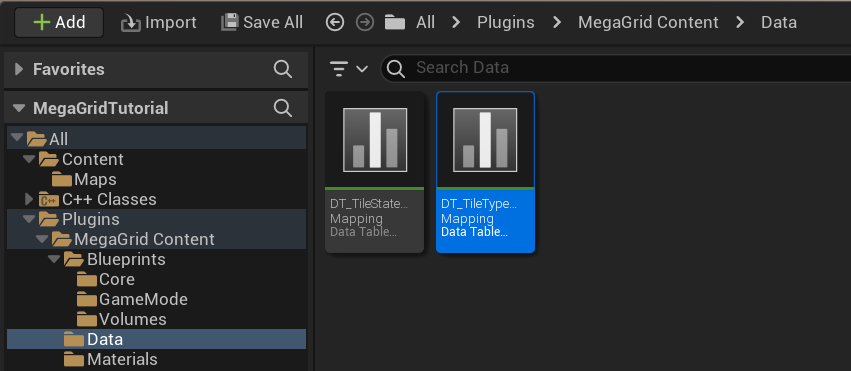 Add Import Save All All Plugins MegaGrid Content Data
Favorites
Search Data
MegaGridTutorial
All
Content
Maps
C++ C++ Classes
Plugins
MegaGrid Content
Blueprints
Core
GameMode
Volumes
Data
Materials
DT_TileState...
Mapping
Data Table...
DT_TileType...
Mapping
Data Table...